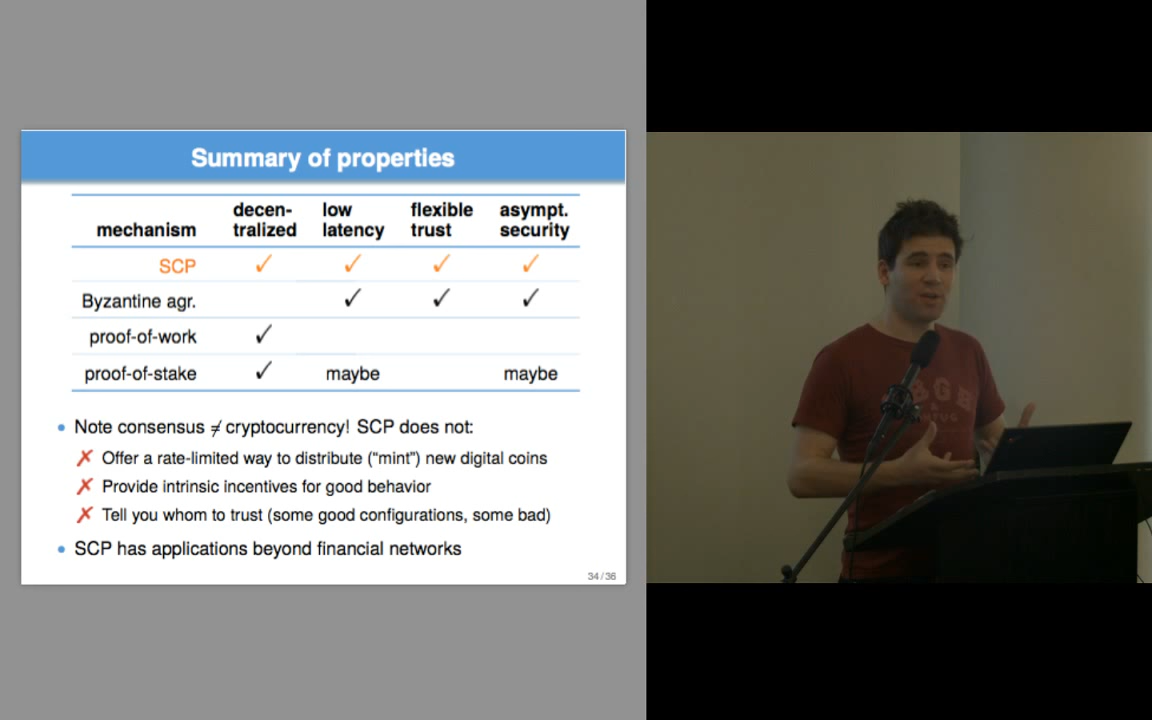 Summary of properties
mechanism decen-tralized low latency flexible trust asympt. security
SCP ✓ ✓ ✓ ✓
Byzantine agr. ✓ ✓ ✓
proof-of-work ✓
proof-of-stake ✓ maybe maybe
• Note consensus ≠ cryptocurrency! SCP does not:
✗ Offer a rate-limited way to distribute ("mint") new digital coins
✗ Provide intrinsic incentives for good behavior
✗ Tell you whom to trust (some good configurations, some bad)
• SCP has applications beyond financial networks
34 / 36